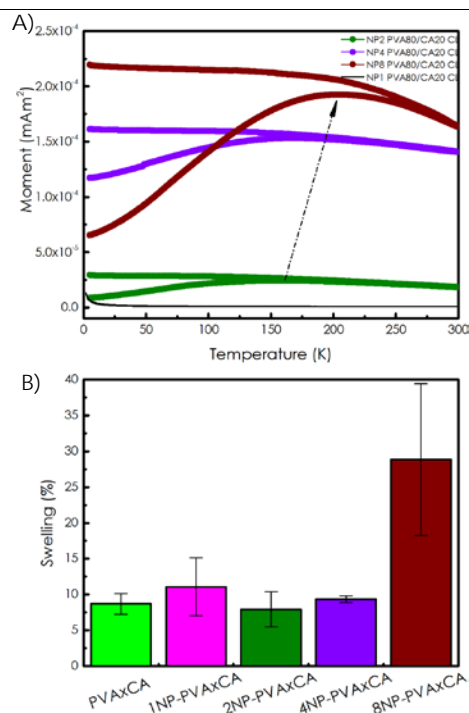 A)
2.5x10⁻⁴
NP2 PVA80/CA20 CL
NP4 PVA80/CA20 CL
NP8 PVA80/CA20 CL
NP1 PVA80/CA20 CL
2.0x10⁻⁴
1.5x10⁻⁴
1.0x10⁻⁴
5.0x10⁻⁵
0.0
Moment (mAm²)
0 50 100 150 200 250 300
Temperature (K)
B)
40
35
30
25
20
15
10
5
0
Swelling (%)
PVAxCA
1NP-PVAxCA
2NP-PVAxCA
4NP-PVAxCA
8NP-PVAxCA